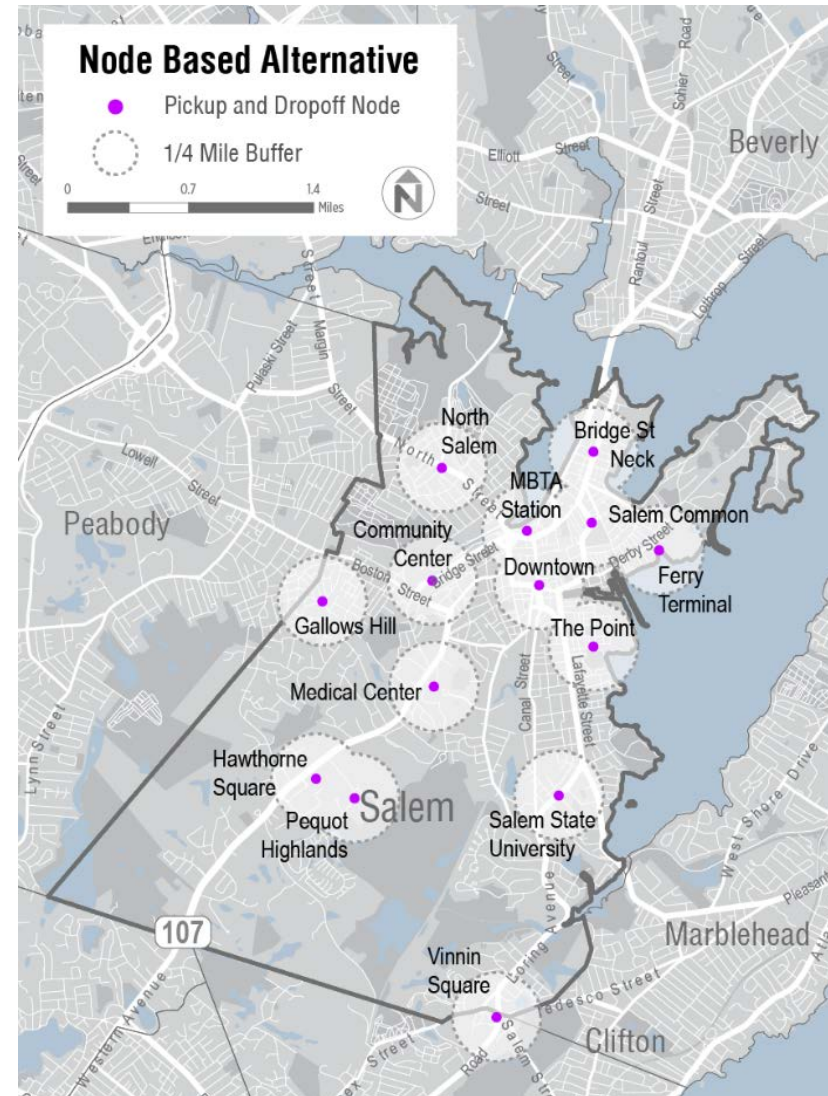 Node Based Alternative
Pickup and Dropoff Node
1/4 Mile Buffer
0 0.7 1.4
Miles
N
Road
Sohier
Street
Beverly
Elliott Street
Street
Rantoul Street
Lothrop Street
Street
Margin
Street
Pulaski Street
Lowell
Street
Peabody
North
Salem
North Street
Bridge St
Neck
MBTA
Station
Salem Common
Community
Center
Bridge Street
Derby Street
Boston Street
Downtown
Ferry
Terminal
Gallows Hill
The Point
Medical Center
Canal Street
Lafayette Street
Lynn Street
Hawthorne
Square
Salem
Pequot
Highlands
Salem State
University
West Shore Drive
Pleasant
107
Loring Avenue
Marblehead
Vinnin
Square
Tedesco Street
Western Avenue
Clifton
Street
Road
Salem